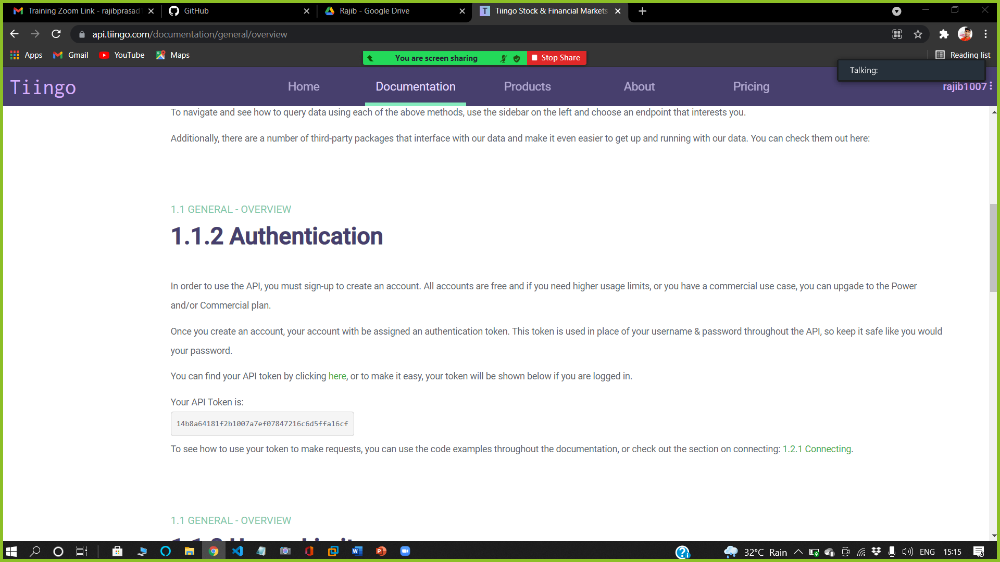 Training Zoom Link - rajibprasad
GitHub
Rajib - Google Drive
T Tiingo Stock & Financial Markets
api.tiingo.com/documentation/general/overview
Apps
Gmail
YouTube
Maps
You are screen sharing
Stop Share
Reading list
Talking:
Tiingo
Home
Documentation
Products
About
Pricing
rajib1007
To navigate and see how to query data using each of the above methods, use the sidebar on the left and choose an endpoint that interests you.
Additionally, there are a number of third-party packages that interface with our data and make it even easier to get up and running with our data. You can check them out here:
1.1 GENERAL - OVERVIEW
1.1.2 Authentication
In order to use the API, you must sign-up to create an account. All accounts are free and if you need higher usage limits, or you have a commercial use case, you can upgade to the Power
and/or Commercial plan.
Once you create an account, your account with be assigned an authentication token. This token is used in place of your username & password throughout the API, so keep it safe like you would
your password.
You can find your API token by clicking here, or to make it easy, your token will be shown below if you are logged in.
Your API Token is:
14b8a64181f2b1007a7ef07847216c6d5ffa16cf
To see how to use your token to make requests, you can use the code examples throughout the documentation, or check out the section on connecting: 1.2.1 Connecting.
1.1 GENERAL - OVERVIEW
32°C Rain
ENG
15:15